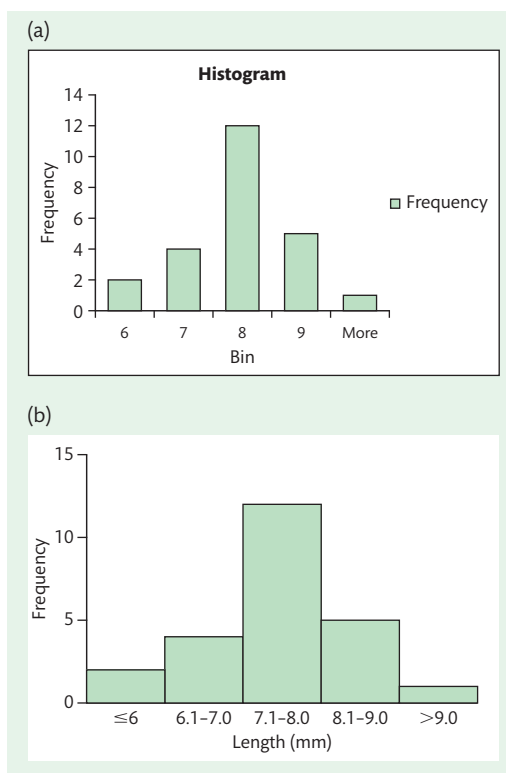 (a)
Histogram
14
12
10
8
6
4
2
0
Frequency
6 7 8 9 More
Bin
Frequency
(b)
15
10
5
0
Frequency
≤6 6.1–7.0 7.1–8.0 8.1–9.0 >9.0
Length (mm)